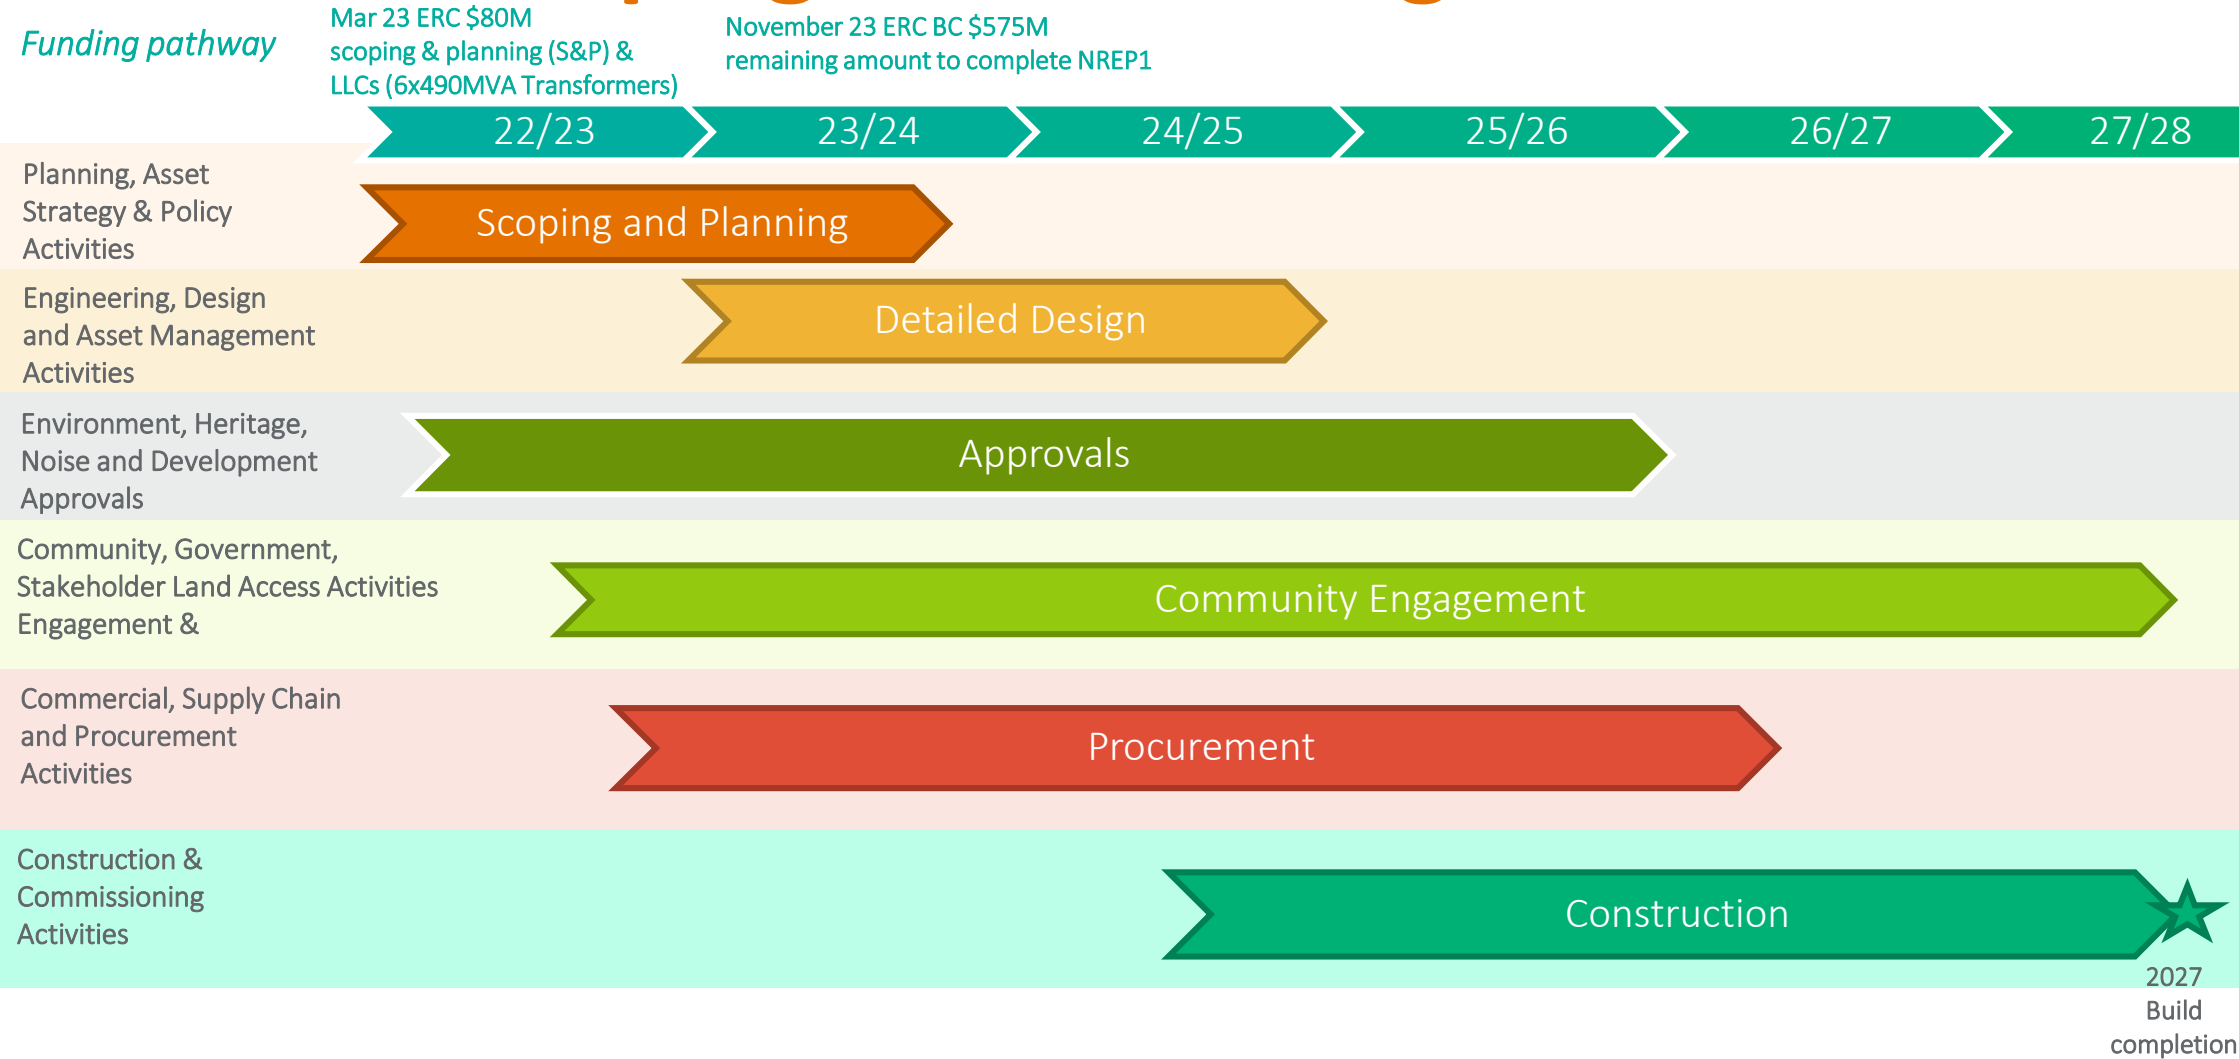 Funding pathway
Mar 23 ERC $80M
scoping & planning (S&P) &
LLCs (6x490MVA Transformers)
November 23 ERC BC $575M
remaining amount to complete NREP1
22/23
23/24
24/25
25/26
26/27
27/28
Planning, Asset
Strategy & Policy
Activities
Scoping and Planning
Engineering, Design
and Asset Management
Activities
Detailed Design
Environment, Heritage,
Noise and Development
Approvals
Approvals
Community, Government,
Stakeholder Land Access Activities
Engagement &
Community Engagement
Commercial, Supply Chain
and Procurement
Activities
Procurement
Construction &
Commissioning
Activities
Construction
2027
Build
completion